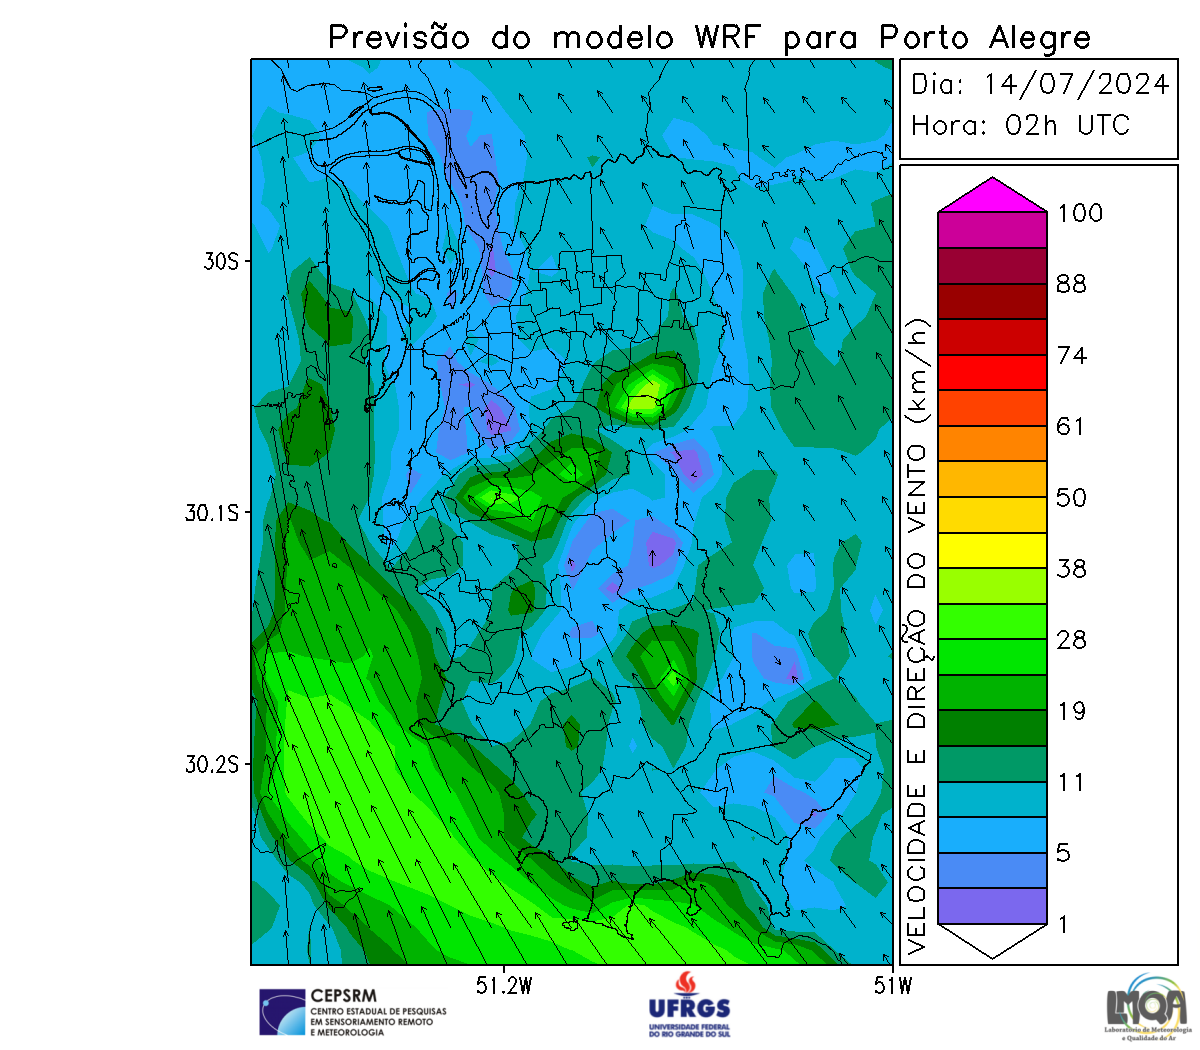 Previsão do modelo WRF para Porto Alegre
Dia: 14/07/2024
Hora: 02h UTC
30S
30.1S
30.2S
51.2W
51W
VELOCIDADE E DIREÇÃO DO VENTO (km/h)
100
88
74
61
50
38
28
19
11
5
1
CEPSRM
CENTRO ESTADUAL DE PESQUISAS
EM SENSORIAMENTO REMOTO
E METEOROLOGIA
UFRGS
UNIVERSIDADE FEDERAL
DO RIO GRANDE DO SUL
LMQA
Laboratório de Meteorologia
e Qualidade do Ar